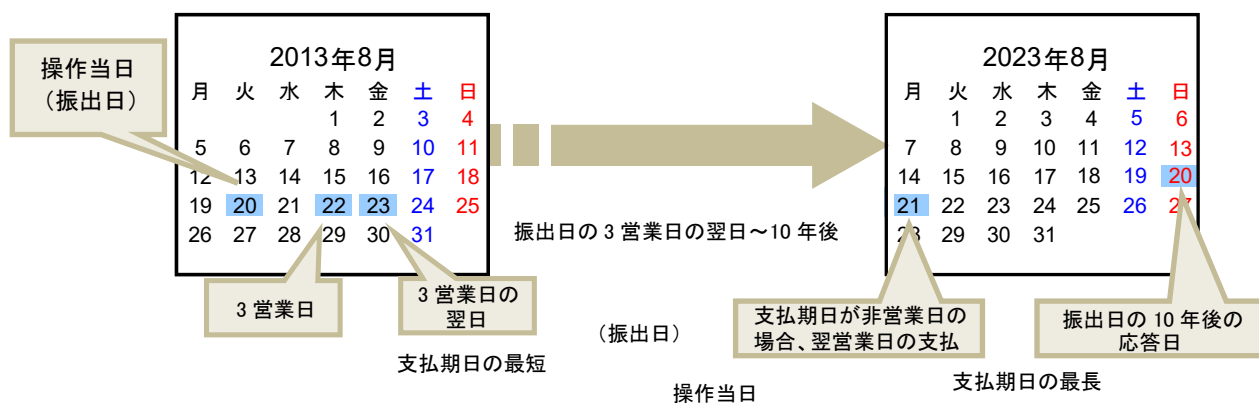 操作当日
（振出日）
2013年8月
月 火 水 木 金 土 日
1 2 3 4
5 6 7 8 9 10 11
12 13 14 15 16 17 18
19 20 21 22 23 24 25
26 27 28 29 30 31
3 営業日
3 営業日の
翌日
支払期日の最短
振出日の 3 営業日の翌日～10 年後
（振出日）
操作当日
2023年8月
月 火 水 木 金 土 日
1 2 3 4 5 6
7 8 9 10 11 12 13
14 15 16 17 18 19 20
21 22 23 24 25 26 27
28 29 30 31
支払期日が非営業日の
場合、翌営業日の支払
振出日の 10 年後の
応答日
支払期日の最長